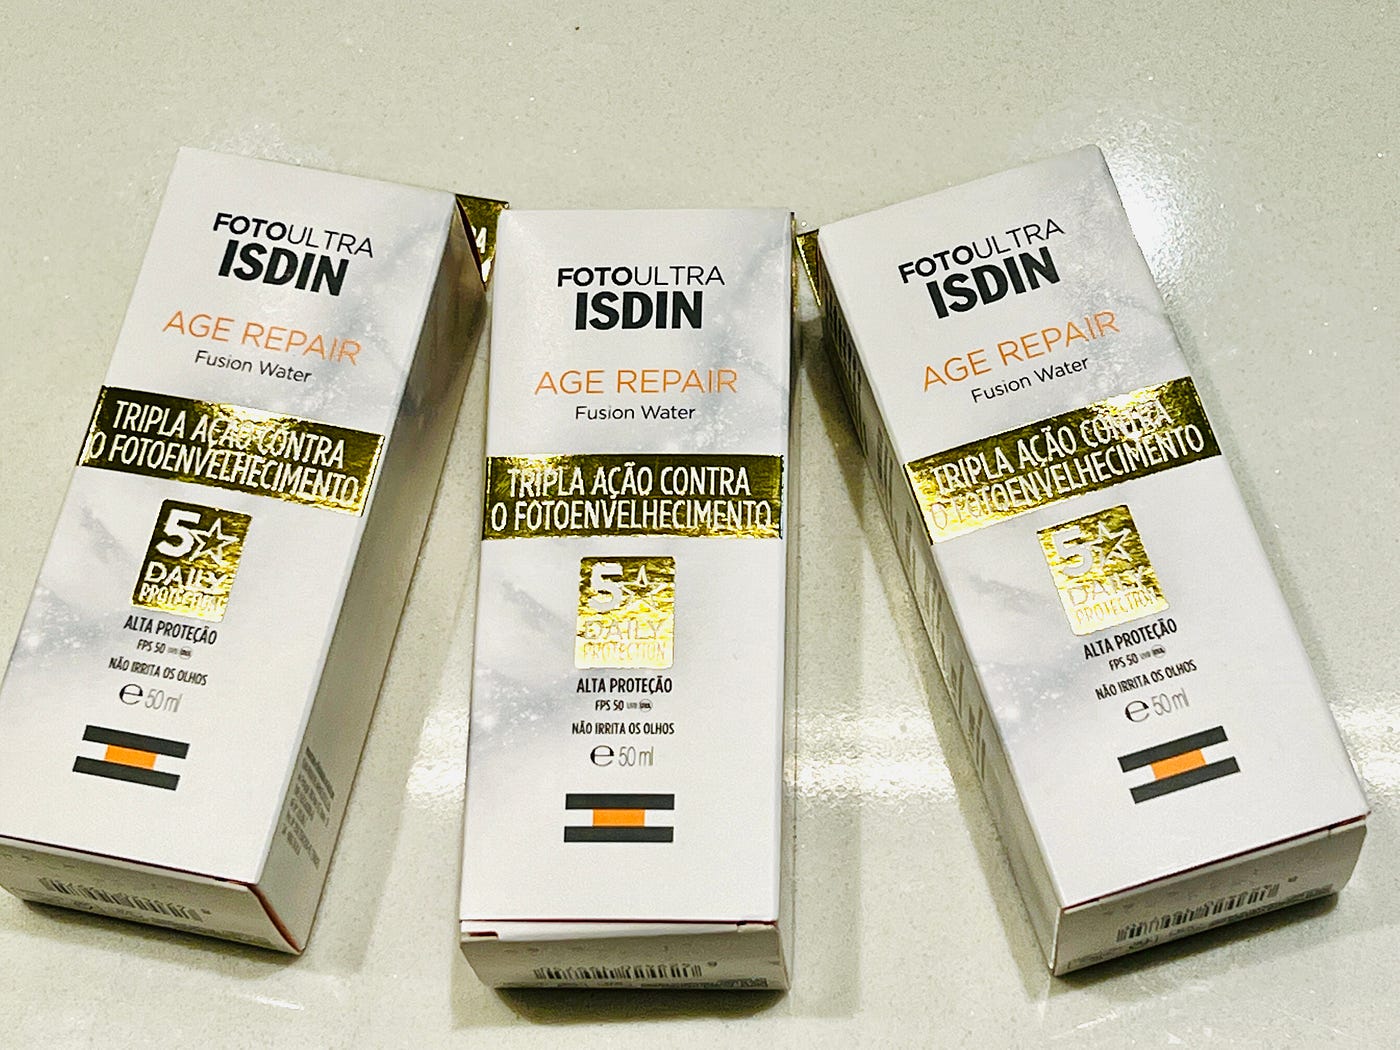 FOTOULTRA
ISDIN
AGE REPAIR
Fusion Water
TRIPLA AÇÃO CONTRA
O FOTOENVELHECIMENTO
5
DAILY
PROTECTION
ALTA PROTEÇÃO
FPS 50
NÃO IRRITA OS OLHOS
℮ 50 ml
FOTOULTRA
ISDIN
AGE REPAIR
Fusion Water
TRIPLA AÇÃO CONTRA
O FOTOENVELHECIMENTO
5
DAILY
PROTECTION
ALTA PROTEÇÃO
FPS 50
NÃO IRRITA OS OLHOS
℮ 50 ml
FOTOULTRA
ISDIN
AGE REPAIR
Fusion Water
TRIPLA AÇÃO CONTRA
O FOTOENVELHECIMENTO
5
DAILY
PROTECTION
ALTA PROTEÇÃO
FPS 50
NÃO IRRITA OS OLHOS
℮ 50 ml